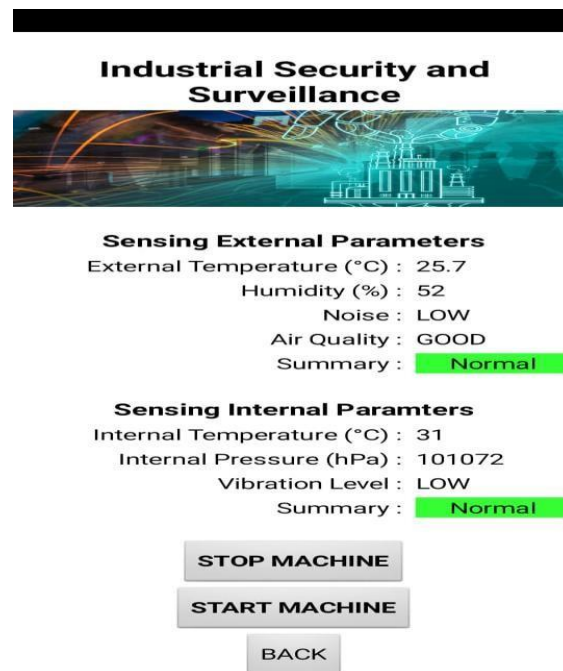 Industrial Security and
Surveillance
Sensing External Parameters
External Temperature (°C) : 25.7
Humidity (%) : 52
Noise : LOW
Air Quality : GOOD
Summary : Normal
Sensing Internal Paramters
Internal Temperature (°C) : 31
Internal Pressure (hPa) : 101072
Vibration Level : LOW
Summary : Normal
STOP MACHINE
START MACHINE
BACK